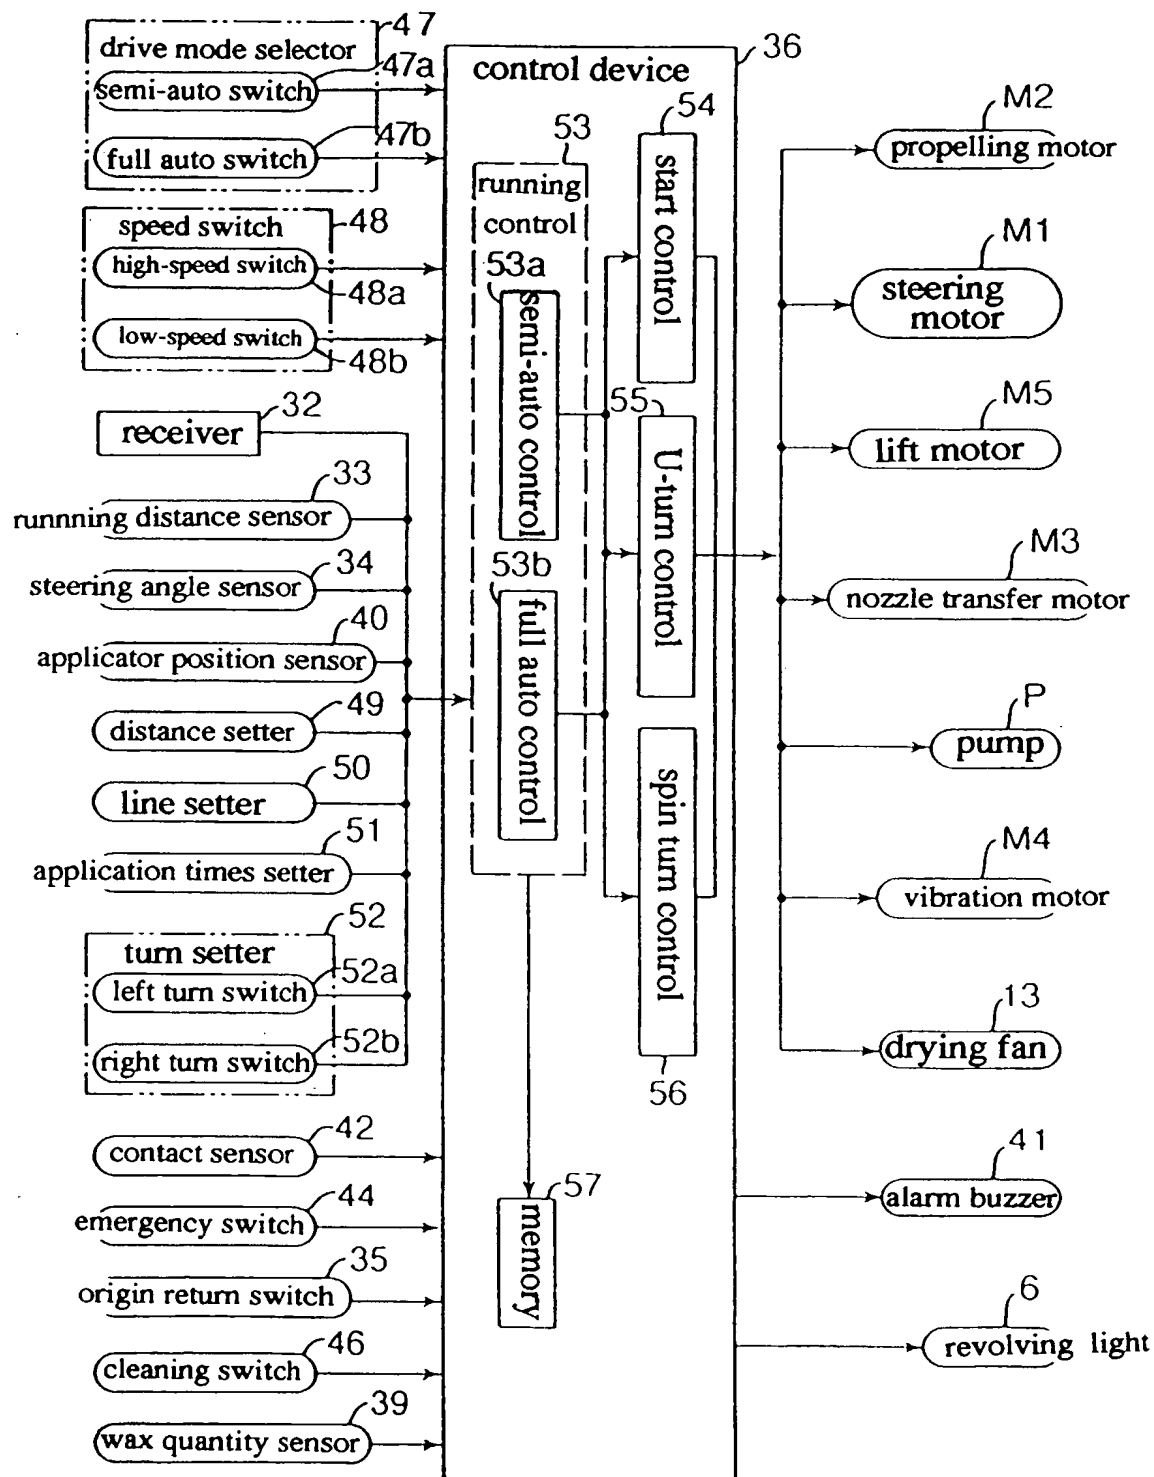 47
drive mode selector
47a
semi-auto switch
47b
full auto switch
speed switch
48
high-speed switch
48a
low-speed switch
48b
32
receiver
33
runnning distance sensor
34
steering angle sensor
40
applicator position sensor
49
distance setter
50
line setter
51
application times setter
52
turn setter
52a
left turn switch
52b
right turn switch
42
contact sensor
44
emergency switch
35
origin return switch
46
cleaning switch
39
wax quantity sensor
36
control device
53
running
control
53a
semi-auto control
53b
full auto control
54
start control
55
U-turn control
spin turn control
56
57
memory
M2
propelling motor
M1
steering
motor
M5
lift motor
M3
nozzle transfer motor
P
pump
M4
vibration motor
13
drying fan
41
alarm buzzer
6
revolving light